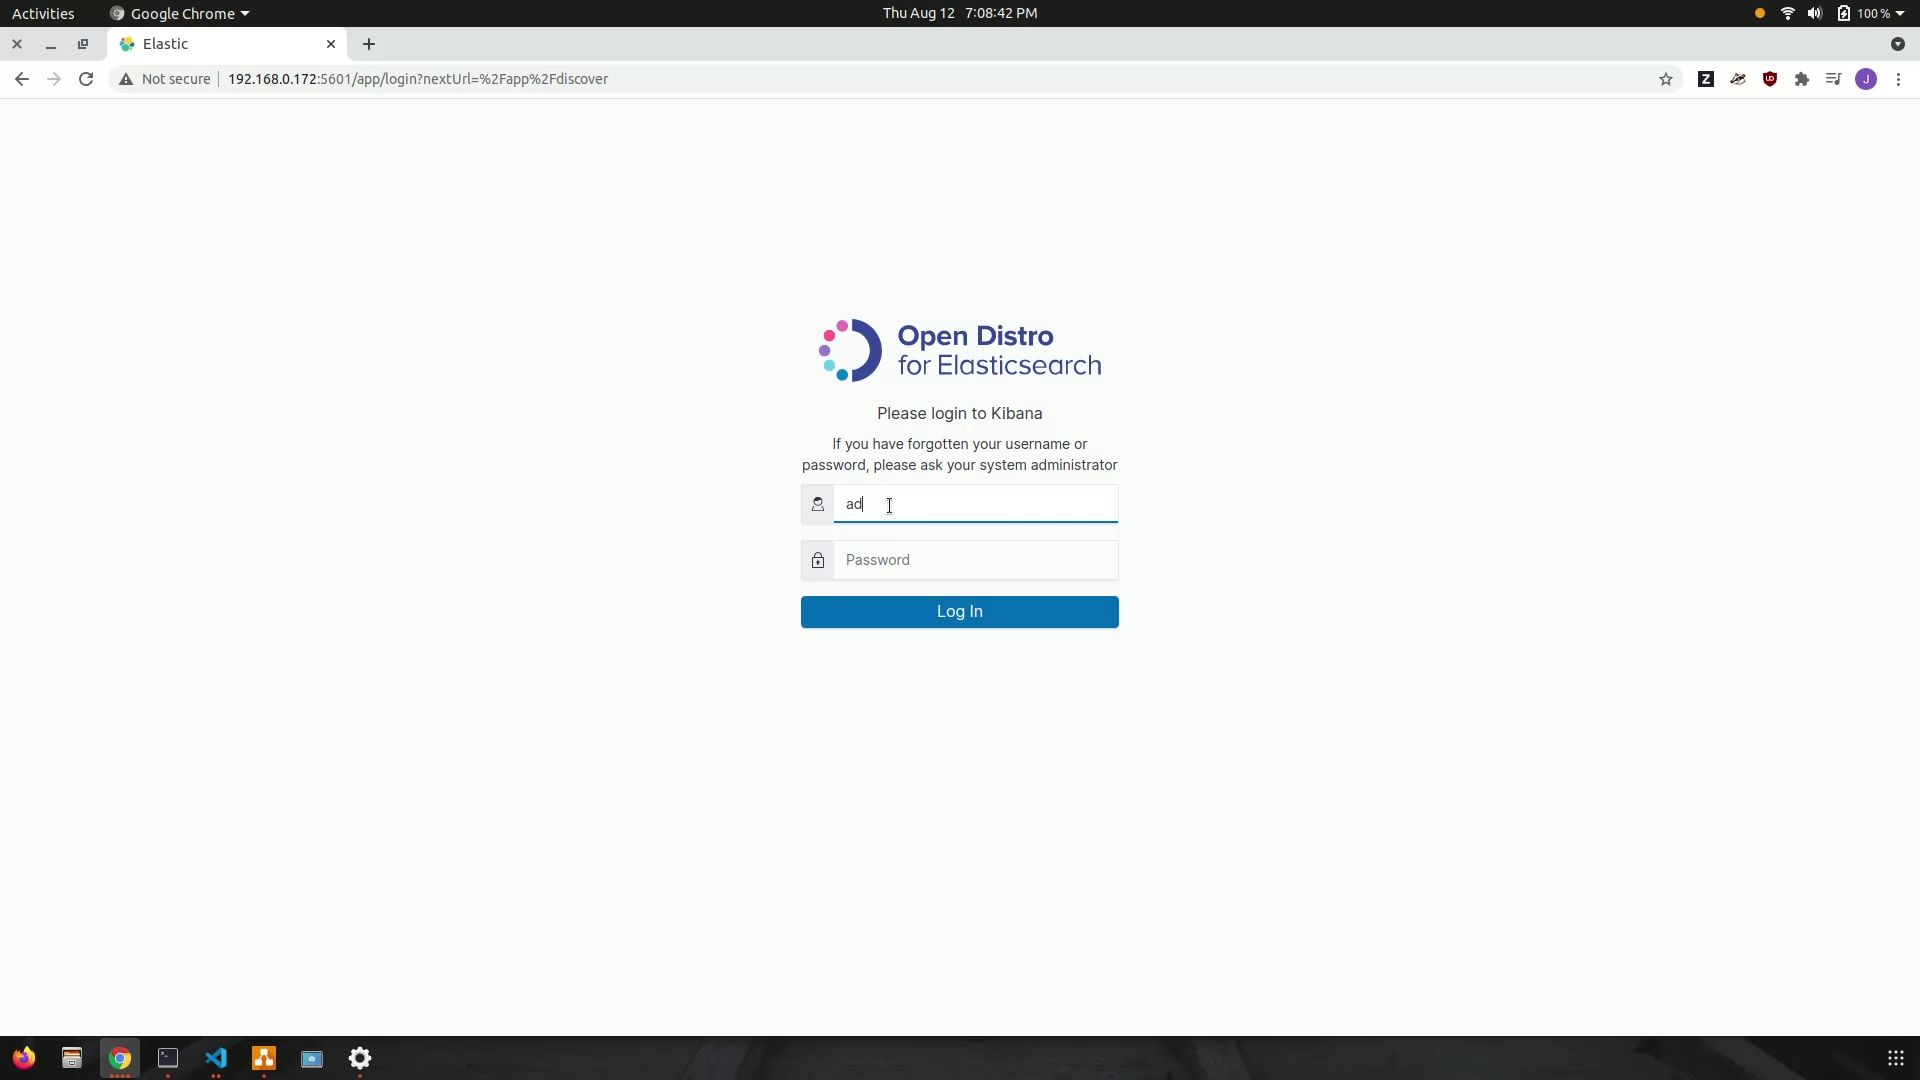 Activities
Google Chrome
Thu Aug 12 7:08:42 PM
100 %
Elastic
Not secure
192.168.0.172:5601/app/login?nextUrl=%2Fapp%2Fdiscover
Z
UO
J
Open Distro
for Elasticsearch
Please login to Kibana
If you have forgotten your username or
password, please ask your system administrator
ad
Password
Log In